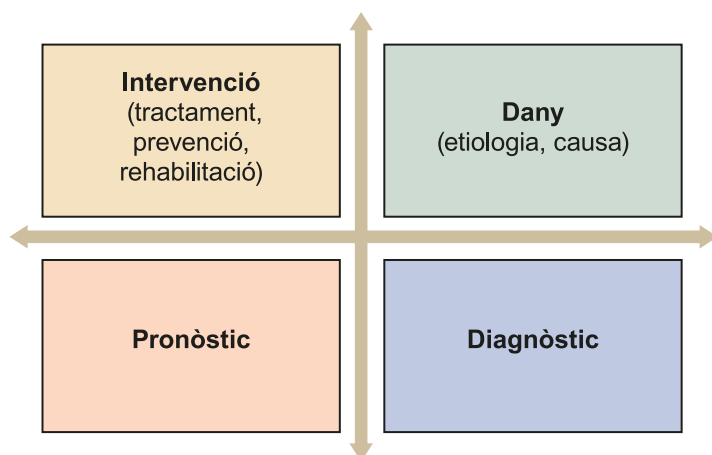 Intervenció
(tractament,
prevenció,
rehabilitació)
Dany
(etiologia, causa)
Pronòstic
Diagnòstic